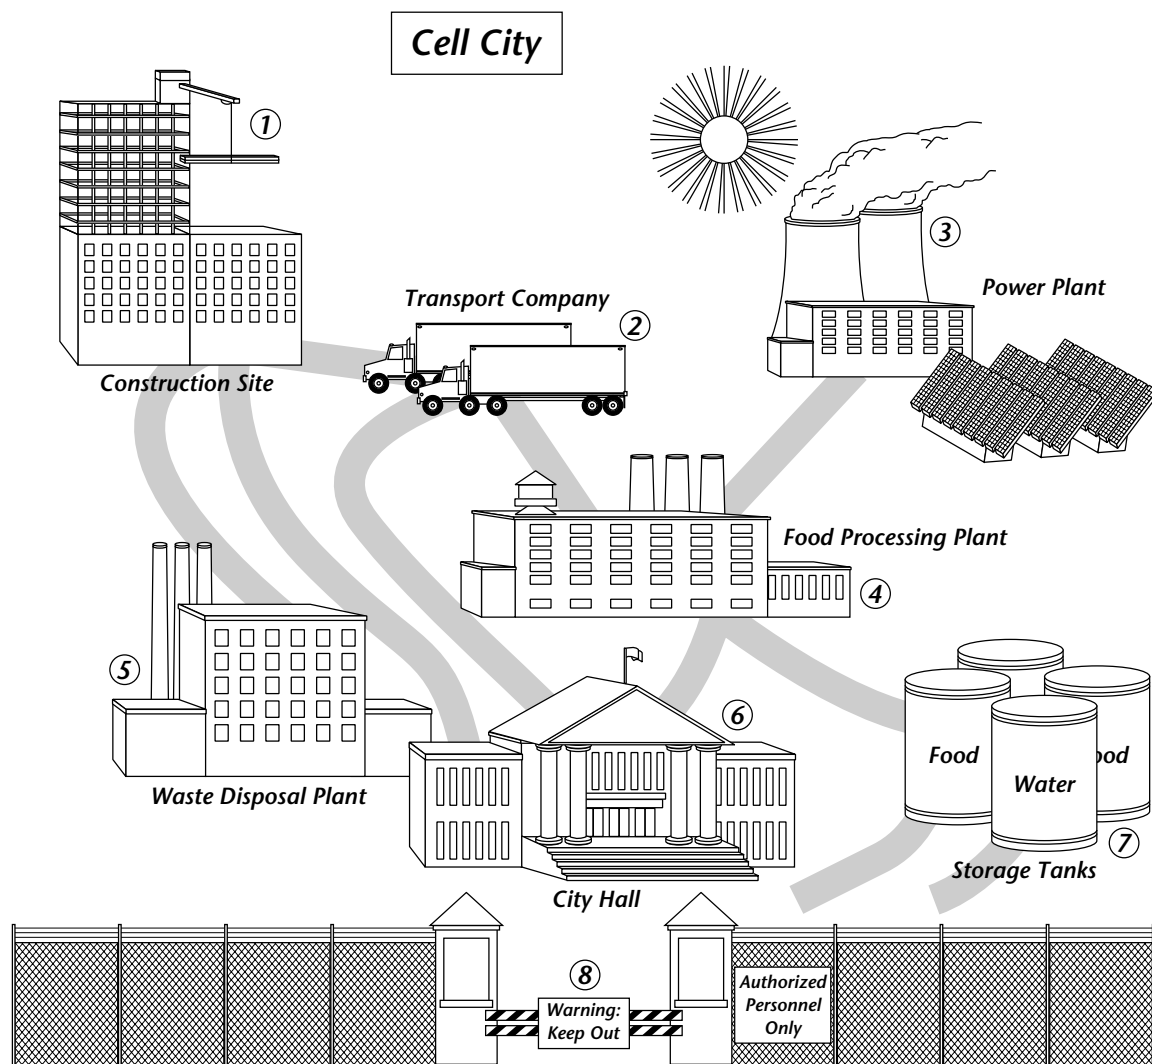 Cell City
1
3
Power Plant
Transport Company
2
Construction Site
Food Processing Plant
4
5
6
Food
Food
Water
Waste Disposal Plant
7
Storage Tanks
City Hall
8
Warning:
Keep Out
Authorized
Personnel
Only